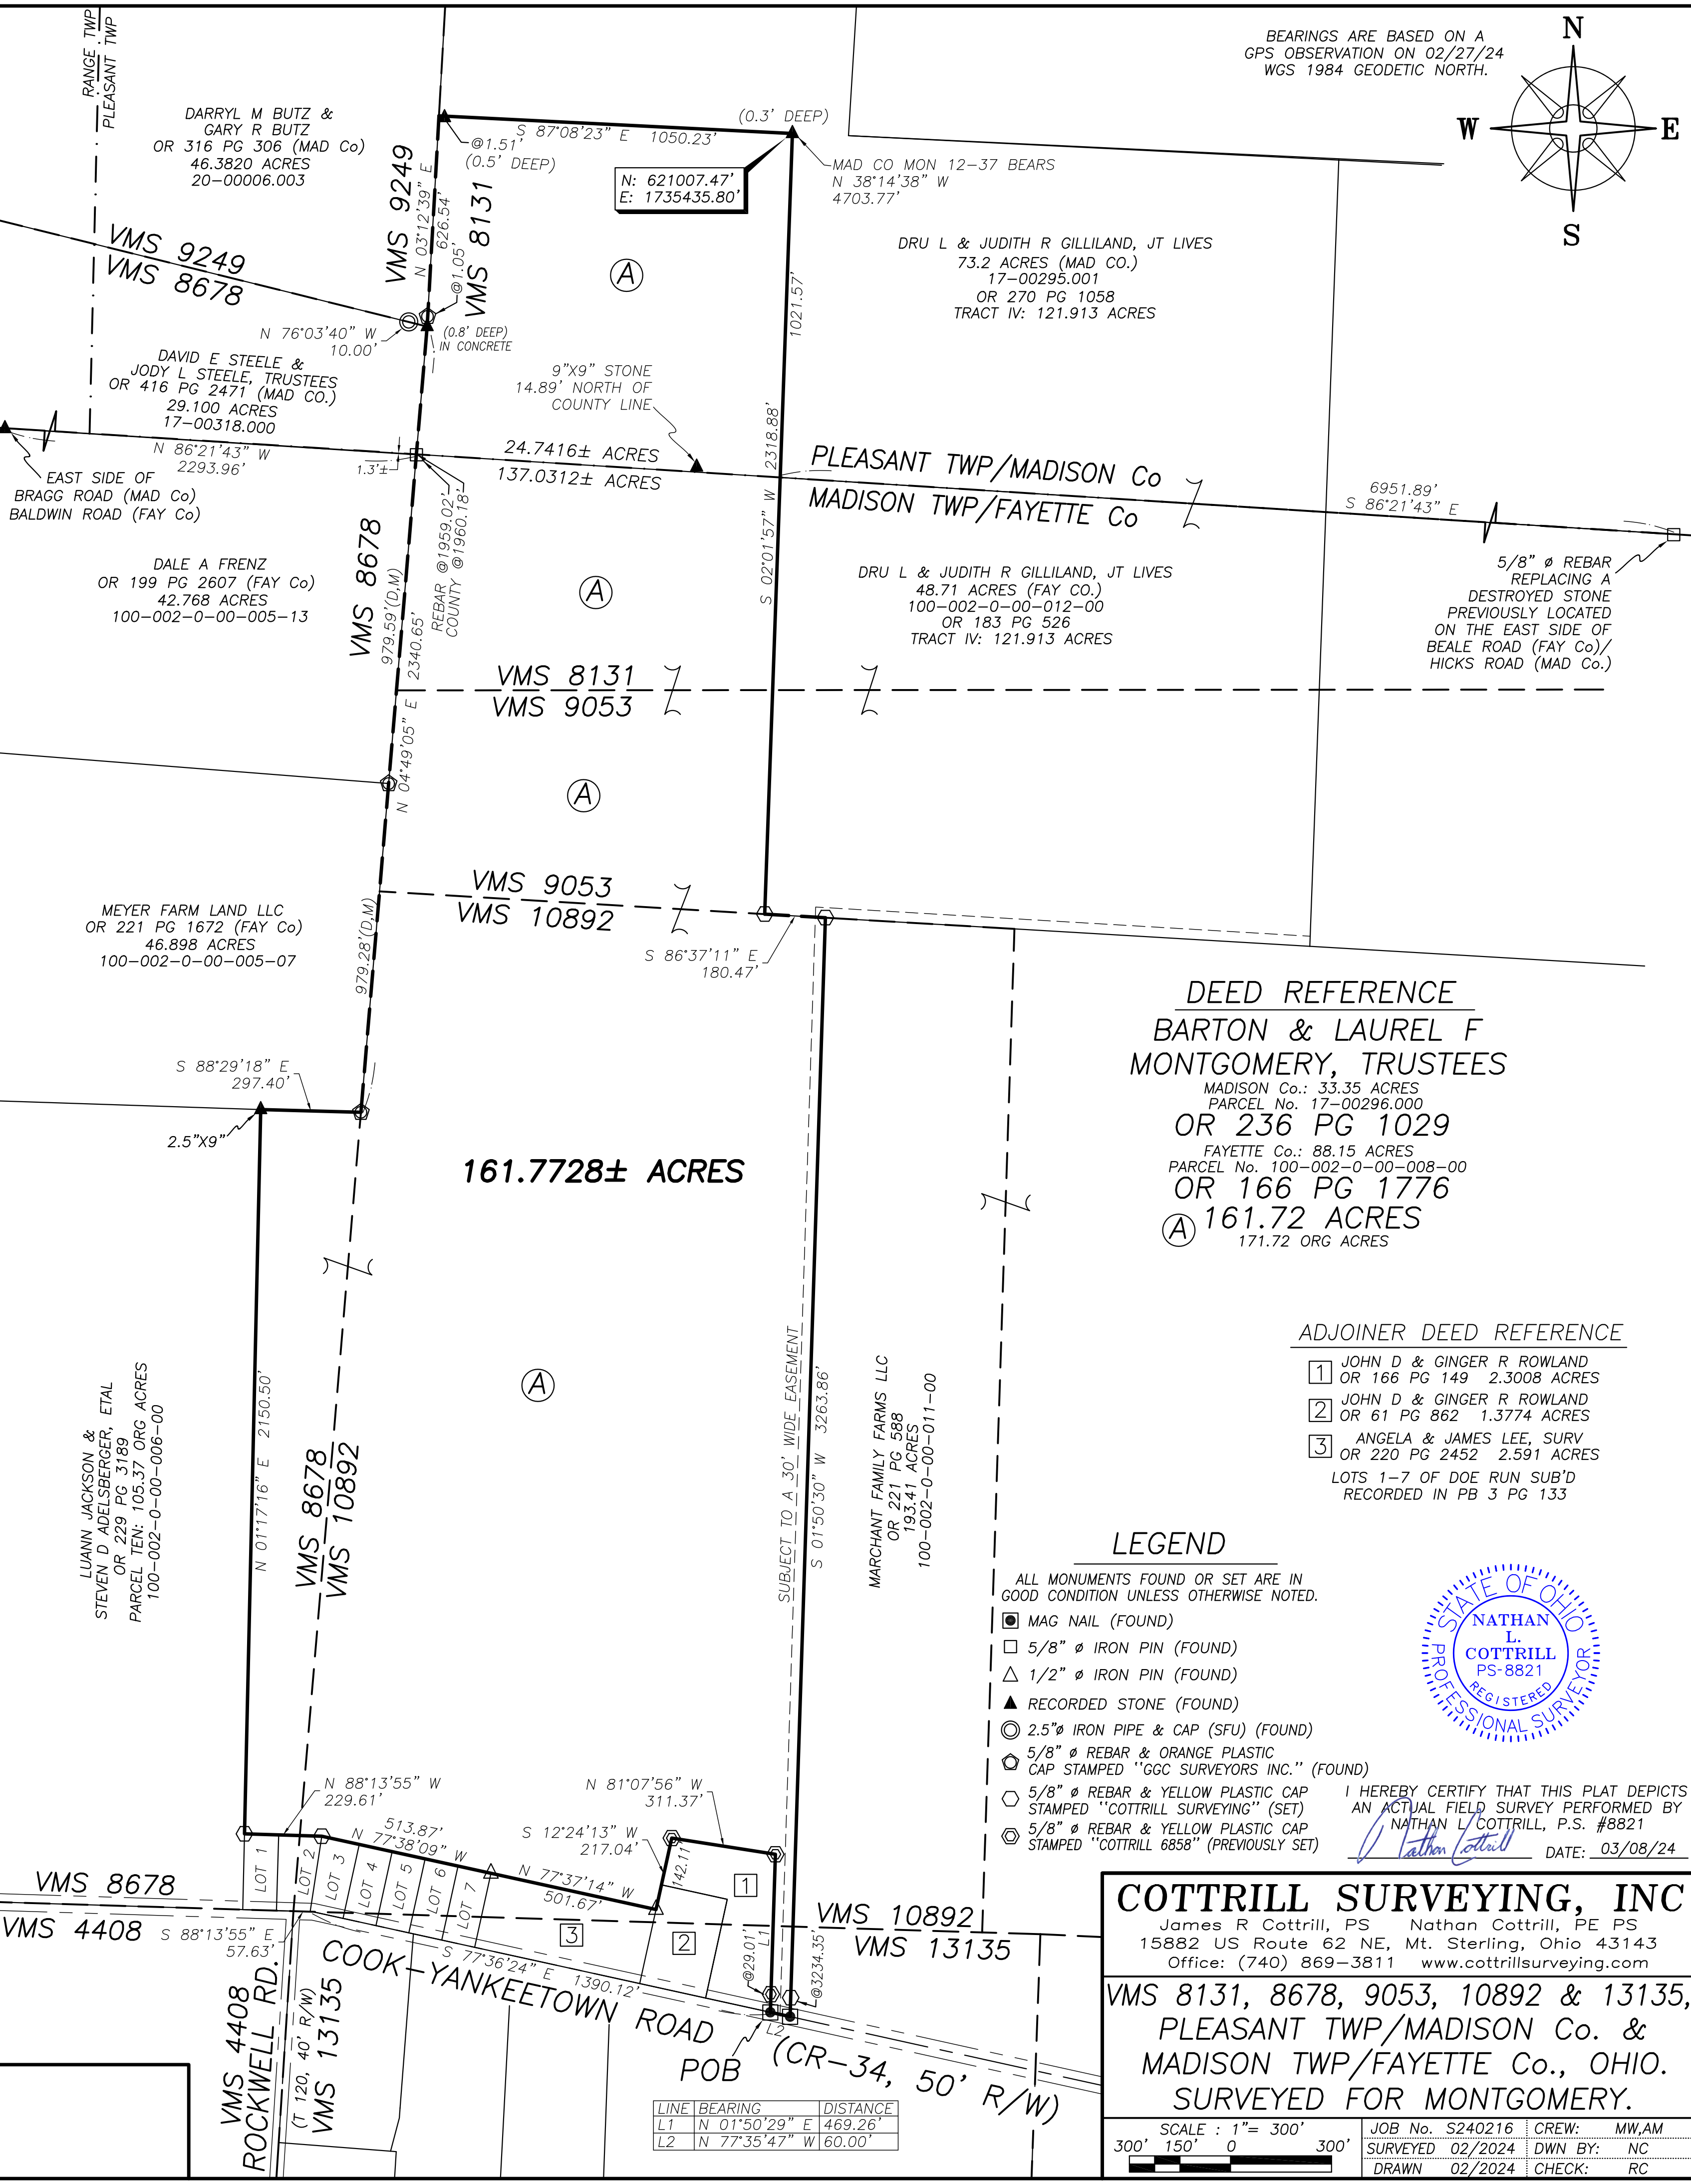 RANGE TWP
PLEASANT TWP
BEARINGS ARE BASED ON A
GPS OBSERVATION ON 02/27/24
WGS 1984 GEODETIC NORTH.
N
W
E
S
DARRYL M BUTZ &
GARY R BUTZ
OR 316 PG 306 (MAD Co)
46.3820 ACRES
20-00006.003
VMS 9249
VMS 8131
N 03°12'39" E
626.54'
@1.05'
@1.51'
(0.5' DEEP)
S 87°08'23" E 1050.23'
(0.3' DEEP)
N: 621007.47'
E: 1735435.80'
MAD CO MON 12-37 BEARS
N 38°14'38" W
4703.77'
VMS 9249
VMS 8678
N 76°03'40" W
10.00'
(0.8' DEEP)
IN CONCRETE
Ⓐ
1021.57'
DRU L & JUDITH R GILLILAND, JT LIVES
73.2 ACRES (MAD CO.)
17-00295.001
OR 270 PG 1058
TRACT IV: 121.913 ACRES
DAVID E STEELE &
JODY L STEELE, TRUSTEES
OR 416 PG 2471 (MAD CO.)
29.100 ACRES
17-00318.000
9"X9" STONE
14.89' NORTH OF
COUNTY LINE
N 86°21'43" W
2293.96'
1.3'±
24.7416± ACRES
137.0312± ACRES
S 02°01'57" W 2318.88'
PLEASANT TWP/MADISON Co
MADISON TWP/FAYETTE Co
6951.89'
S 86°21'43" E
EAST SIDE OF
BRAGG ROAD (MAD Co)
BALDWIN ROAD (FAY Co)
REBAR @1959.02'
COUNTY @1960.18'
5/8" ø REBAR
REPLACING A
DESTROYED STONE
PREVIOUSLY LOCATED
ON THE EAST SIDE OF
BEALE ROAD (FAY Co)/
HICKS ROAD (MAD Co.)
DALE A FRENZ
OR 199 PG 2607 (FAY Co)
42.768 ACRES
100-002-0-00-005-13
VMS 8678
979.59'(D,M)
N 04°49'05" E 2340.65'
Ⓐ
DRU L & JUDITH R GILLILAND, JT LIVES
48.71 ACRES (FAY CO.)
100-002-0-00-012-00
OR 183 PG 526
TRACT IV: 121.913 ACRES
VMS 8131
VMS 9053
Ⓐ
VMS 9053
VMS 10892
MEYER FARM LAND LLC
OR 221 PG 1672 (FAY Co)
46.898 ACRES
100-002-0-00-005-07
979.28'(D,M)
S 86°37'11" E
180.47'
S 88°29'18" E
297.40'
2.5"X9"
161.7728± ACRES
DEED REFERENCE
BARTON & LAUREL F
MONTGOMERY, TRUSTEES
MADISON Co.: 33.35 ACRES
PARCEL No. 17-00296.000
OR 236 PG 1029
FAYETTE Co.: 88.15 ACRES
PARCEL No. 100-002-0-00-008-00
OR 166 PG 1776
Ⓐ 161.72 ACRES
171.72 ORG ACRES
Ⓐ
LUANN JACKSON &
STEVEN D ADELSBERGER, ETAL
OR 229 PG 3189
PARCEL TEN: 105.37 ORG ACRES
100-002-0-00-006-00
N 01°17'16" E 2150.50'
VMS 8678
VMS 10892
SUBJECT TO A 30' WIDE EASEMENT
S 01°50'30" W 3263.86'
MARCHANT FAMILY FARMS LLC
OR 221 PG 588
193.41 ACRES
100-002-0-00-011-00
ADJOINER DEED REFERENCE
1 JOHN D & GINGER R ROWLAND
OR 166 PG 149 2.3008 ACRES
2 JOHN D & GINGER R ROWLAND
OR 61 PG 862 1.3774 ACRES
3 ANGELA & JAMES LEE, SURV
OR 220 PG 2452 2.591 ACRES
LOTS 1-7 OF DOE RUN SUB'D
RECORDED IN PB 3 PG 133
LEGEND
ALL MONUMENTS FOUND OR SET ARE IN
GOOD CONDITION UNLESS OTHERWISE NOTED.
MAG NAIL (FOUND)
5/8" ø IRON PIN (FOUND)
1/2" ø IRON PIN (FOUND)
RECORDED STONE (FOUND)
2.5"ø IRON PIPE & CAP (SFU) (FOUND)
5/8" ø REBAR & ORANGE PLASTIC
CAP STAMPED "GGC SURVEYORS INC." (FOUND)
5/8" ø REBAR & YELLOW PLASTIC CAP
STAMPED "COTTRILL SURVEYING" (SET)
5/8" ø REBAR & YELLOW PLASTIC CAP
STAMPED "COTTRILL 6858" (PREVIOUSLY SET)
STATE OF OHIO
NATHAN
L.
COTTRILL
PS-8821
REGISTERED
PROFESSIONAL SURVEYOR
I HEREBY CERTIFY THAT THIS PLAT DEPICTS
AN ACTUAL FIELD SURVEY PERFORMED BY
NATHAN L COTTRILL, P.S. #8821
Nathan Cottrill
DATE: 03/08/24
N 88°13'55" W
229.61'
513.87'
N 77°38'09" W
N 81°07'56" W
311.37'
S 12°24'13" W
217.04'
142.11'
N 77°37'14" W
501.67'
LOT 1
LOT 2
LOT 3
LOT 4
LOT 5
LOT 6
LOT 7
1
2
3
VMS 8678
VMS 4408
S 88°13'55" E
57.63'
VMS 10892
VMS 13135
L1
@29.01'
@3234.35'
S 77°36'24" E 1390.12'
COOK-YANKEETOWN ROAD
(CR-34, 50' R/W)
L2
POB
VMS 4408
ROCKWELL RD.
(T 120, 40' R/W)
VMS 13135
LINE BEARING DISTANCE
L1 N 01°50'29" E 469.26'
L2 N 77°35'47" W 60.00'
COTTRILL SURVEYING, INC
James R Cottrill, PS Nathan Cottrill, PE PS
15882 US Route 62 NE, Mt. Sterling, Ohio 43143
Office: (740) 869-3811 www.cottrillsurveying.com
VMS 8131, 8678, 9053, 10892 & 13135,
PLEASANT TWP/MADISON Co. &
MADISON TWP/FAYETTE Co., OHIO.
SURVEYED FOR MONTGOMERY.
SCALE : 1"= 300'
300' 150' 0 300'
JOB No. S240216 CREW: MW,AM
SURVEYED 02/2024 DWN BY: NC
DRAWN 02/2024 CHECK: RC